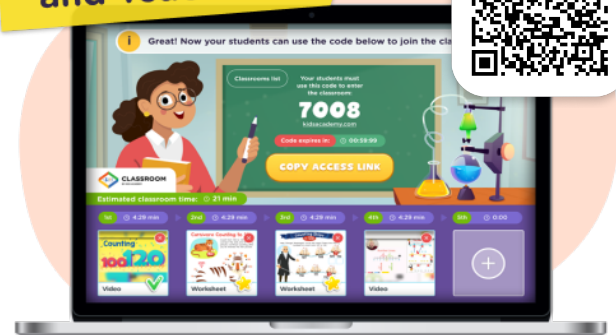 Great! Now your students can use the code below to join the cla
Classrooms list
Your students must
use this code to enter
the classroom
7008
kidsacademy.com
Code expires in:
00:59:99
COPY ACCESS LINK
CLASSROOM
Estimated classroom time: 21 min
1st 4:29 min
2nd 4:29 min
3rd 4:29 min
4th 4:29 min
5th 0:00
Counting
100 120
Video
Worksheet
Worksheet
Video